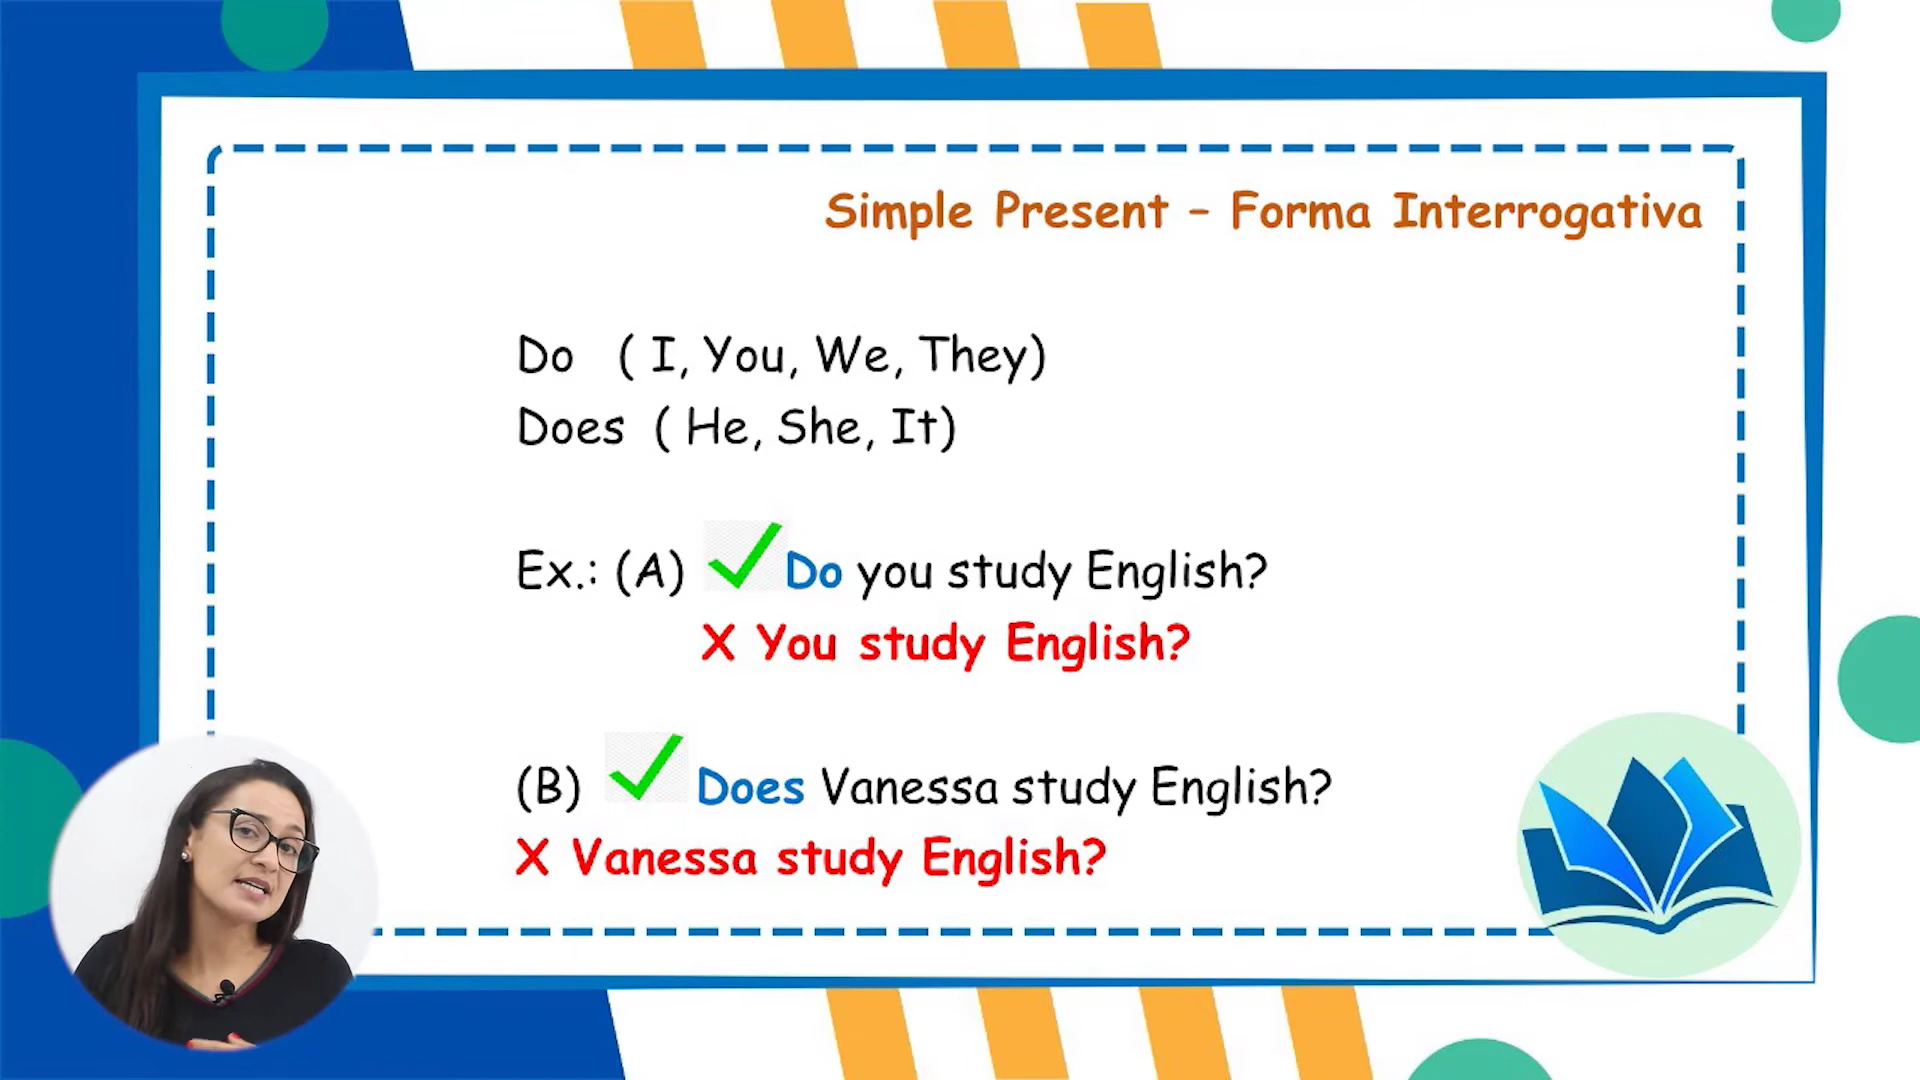 Simple Present - Forma Interrogativa
Do ( I, You, We, They)
Does ( He, She, It)
Ex.: (A) Do you study English?
X You study English?
(B) Does Vanessa study English?
X Vanessa study English?